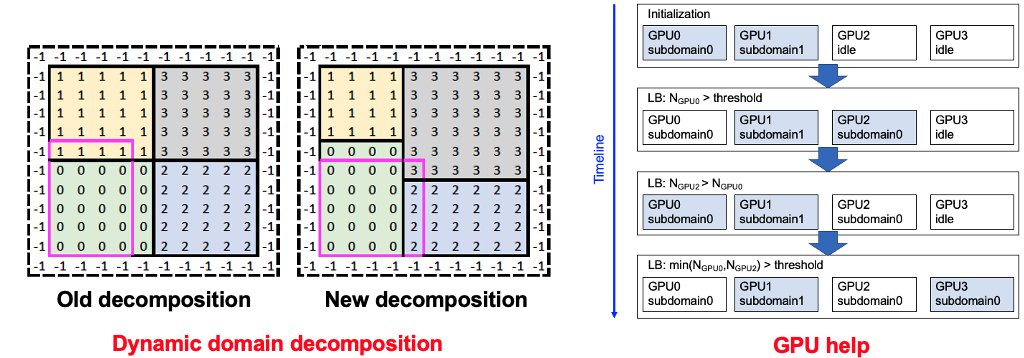 -1 -1 -1 -1 -1 -1 -1 -1 -1 -1 -1 -1
-1 1 1 1 1 1 3 3 3 3 3 -1
-1 1 1 1 1 1 3 3 3 3 3 -1
-1 1 1 1 1 1 3 3 3 3 3 -1
-1 1 1 1 1 1 3 3 3 3 3 -1
-1 1 1 1 1 1 3 3 3 3 3 -1
-1 0 0 0 0 0 2 2 2 2 2 -1
-1 0 0 0 0 0 2 2 2 2 2 -1
-1 0 0 0 0 0 2 2 2 2 2 -1
-1 0 0 0 0 0 2 2 2 2 2 -1
-1 0 0 0 0 0 2 2 2 2 2 -1
-1 -1 -1 -1 -1 -1 -1 -1 -1 -1 -1 -1
Old decomposition
-1 -1 -1 -1 -1 -1 -1 -1 -1 -1 -1 -1
-1 1 1 1 1 3 3 3 3 3 3 -1
-1 1 1 1 1 3 3 3 3 3 3 -1
-1 1 1 1 1 3 3 3 3 3 3 -1
-1 1 1 1 1 3 3 3 3 3 3 -1
-1 0 0 0 0 3 3 3 3 3 3 -1
-1 0 0 0 0 3 3 3 3 3 3 -1
-1 0 0 0 0 2 2 2 2 2 2 -1
-1 0 0 0 0 2 2 2 2 2 2 -1
-1 0 0 0 0 2 2 2 2 2 2 -1
-1 0 0 0 0 2 2 2 2 2 2 -1
-1 -1 -1 -1 -1 -1 -1 -1 -1 -1 -1 -1
New decomposition
Dynamic domain decomposition
Timeline
Initialization
GPU0
subdomain0
GPU1
subdomain1
GPU2
idle
GPU3
idle
LB: NGPU0 > threshold
GPU0
subdomain0
GPU1
subdomain1
GPU2
subdomain0
GPU3
idle
LB: NGPU2 > NGPU0
GPU0
subdomain0
GPU1
subdomain1
GPU2
subdomain0
GPU3
idle
LB: min(NGPU0,NGPU2) > threshold
GPU0
subdomain0
GPU1
subdomain1
GPU2
subdomain0
GPU3
subdomain0
GPU help